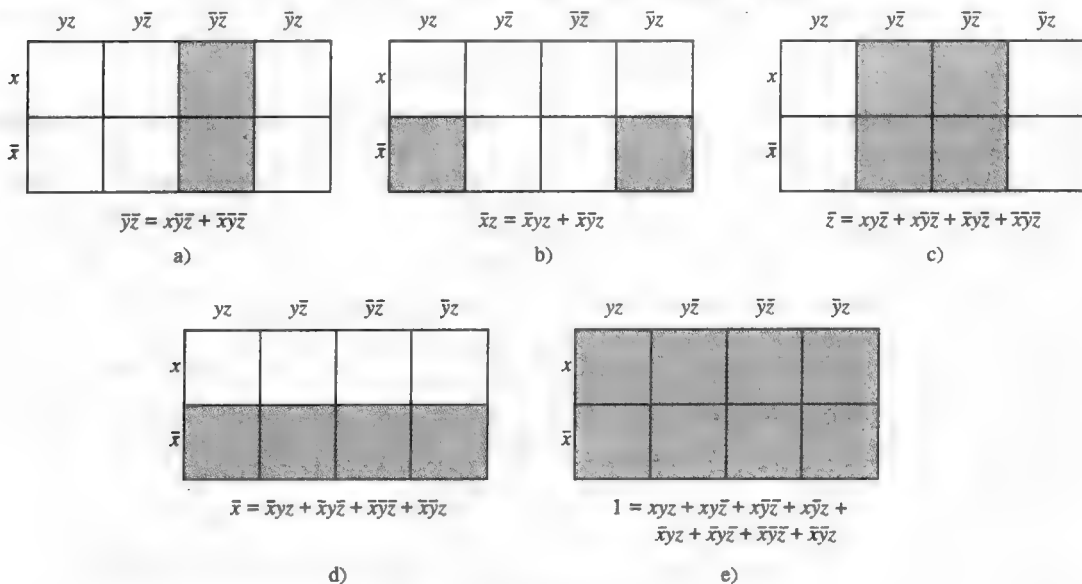 yz yz̄ ȳz̄ ȳz
x
x̄
ȳz̄ = xȳz̄ + x̄ȳz̄
a)
yz yz̄ ȳz̄ ȳz
x
x̄
x̄z = x̄yz + x̄ȳz
b)
yz yz̄ ȳz̄ ȳz
x
x̄
z̄ = xyz̄ + xȳz̄ + x̄yz̄ + x̄ȳz̄
c)
yz yz̄ ȳz̄ ȳz
x
x̄
x̄ = x̄yz + x̄yz̄ + x̄ȳz̄ + x̄ȳz
d)
yz yz̄ ȳz̄ ȳz
x
x̄
1 = xyz + xyz̄ + xȳz̄ + xȳz +
x̄yz + x̄yz̄ + x̄ȳz̄ + x̄ȳz
e)